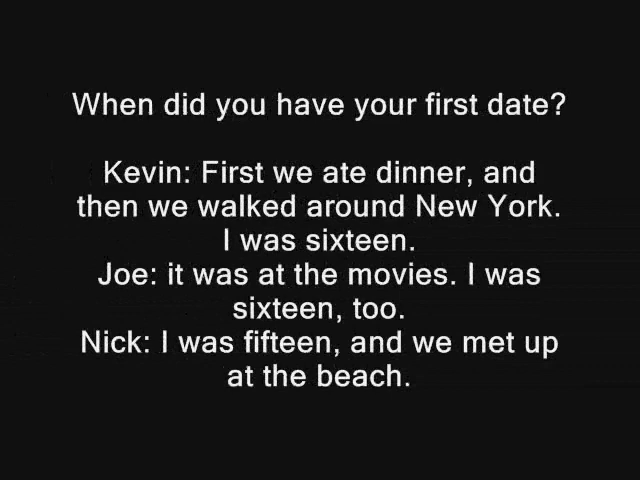 When did you have your first date?
Kevin: First we ate dinner, and
then we walked around New York.
I was sixteen.
Joe: it was at the movies. I was
sixteen, too.
Nick: I was fifteen, and we met up
at the beach.